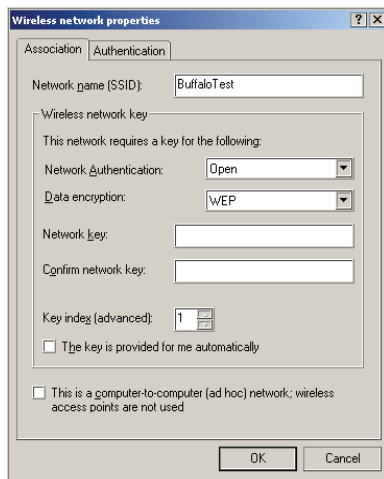 Wireless network properties
Association Authentication
Network name (SSID): BuffaloTest
Wireless network key
This network requires a key for the following:
Network Authentication: Open
Data encryption: WEP
Network key:
Confirm network key:
Key index (advanced): 1
The key is provided for me automatically
This is a computer-to-computer (ad hoc) network; wireless
access points are not used
OK Cancel